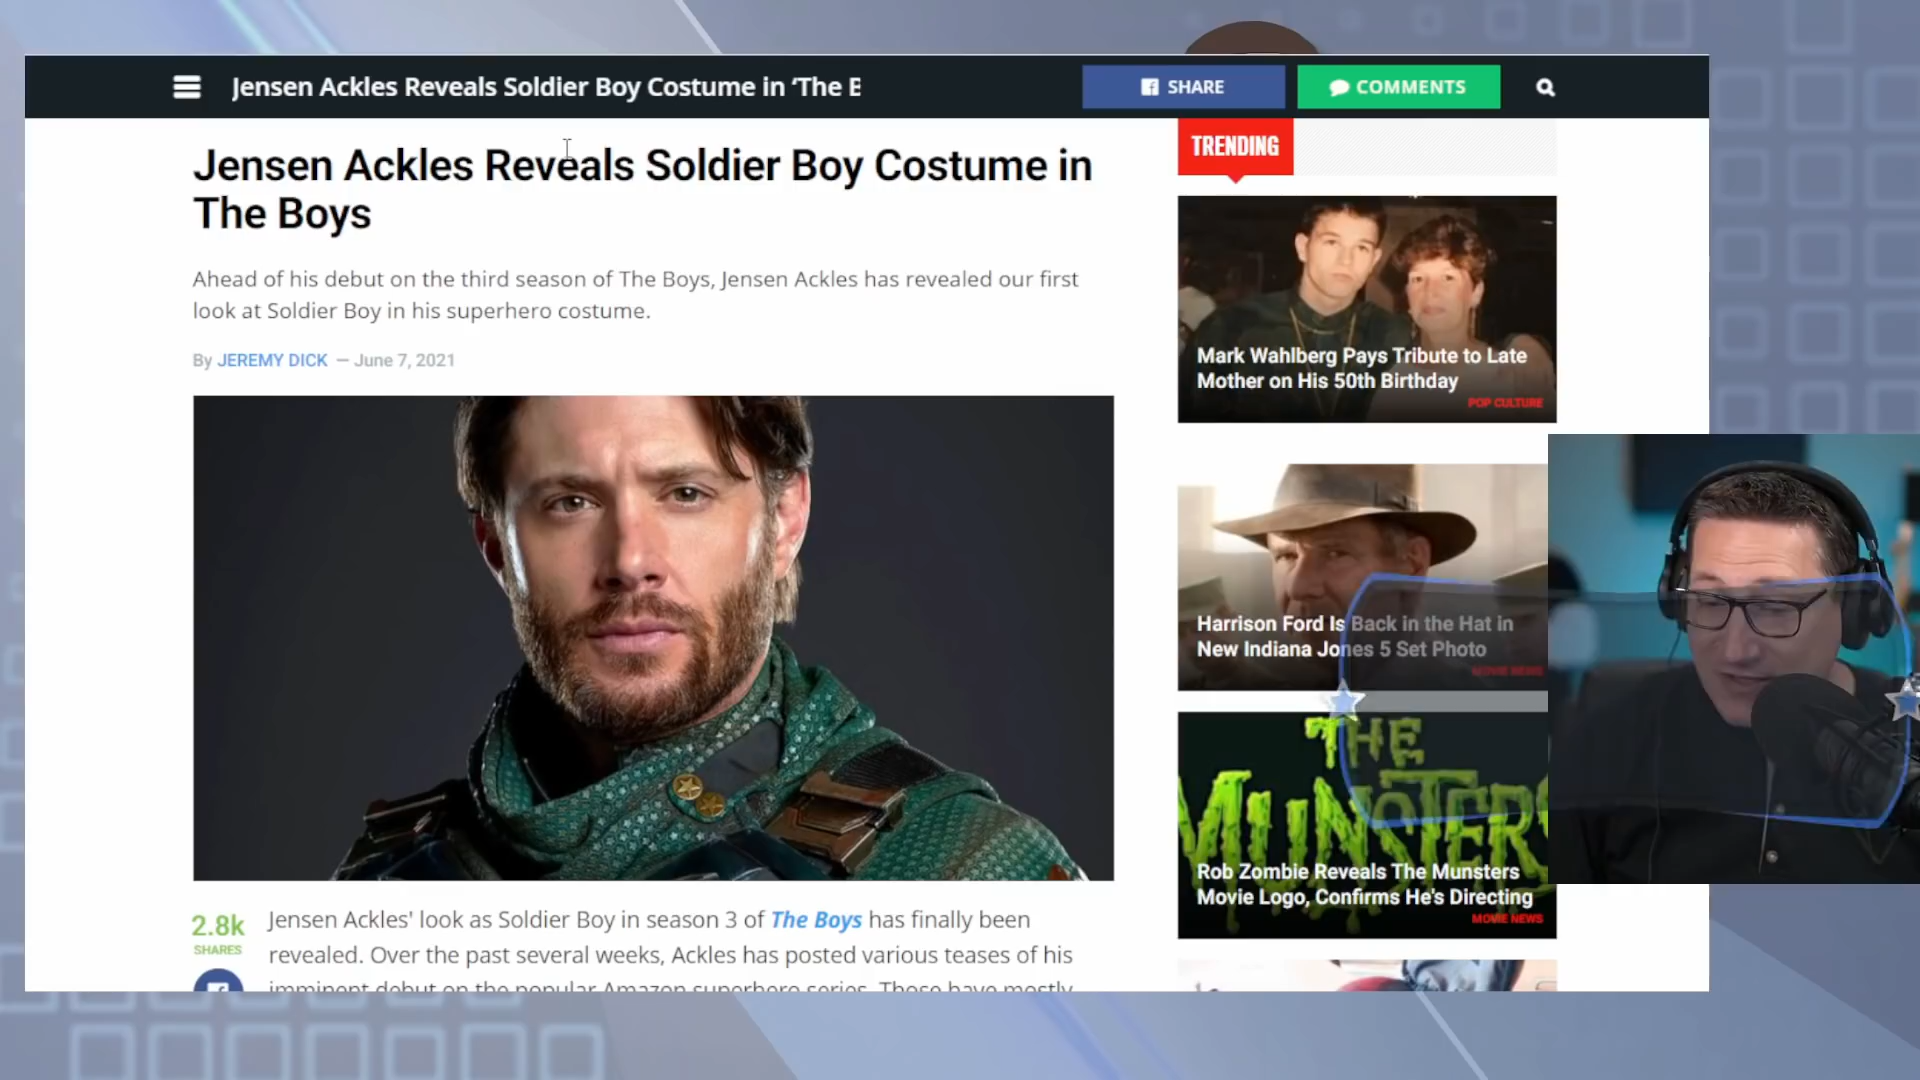 Jensen Ackles Reveals Soldier Boy Costume in ‘The B
SHARE
COMMENTS
Jensen Ackles Reveals Soldier Boy Costume in
The Boys
Ahead of his debut on the third season of The Boys, Jensen Ackles has revealed our first
look at Soldier Boy in his superhero costume.
By JEREMY DICK — June 7, 2021
2.8k
SHARES
Jensen Ackles' look as Soldier Boy in season 3 of The Boys has finally been
revealed. Over the past several weeks, Ackles has posted various teases of his
imminent debut on the popular Amazon superhero series. Those have mostly
TRENDING
Mark Wahlberg Pays Tribute to Late
Mother on His 50th Birthday
POP CULTURE
Harrison Ford Is Back in the Hat in
New Indiana Jones 5 Set Photo
MOVIE NEWS
THE
MUNSTERS
Rob Zombie Reveals The Munsters
Movie Logo, Confirms He's Directing
MOVIE NEWS